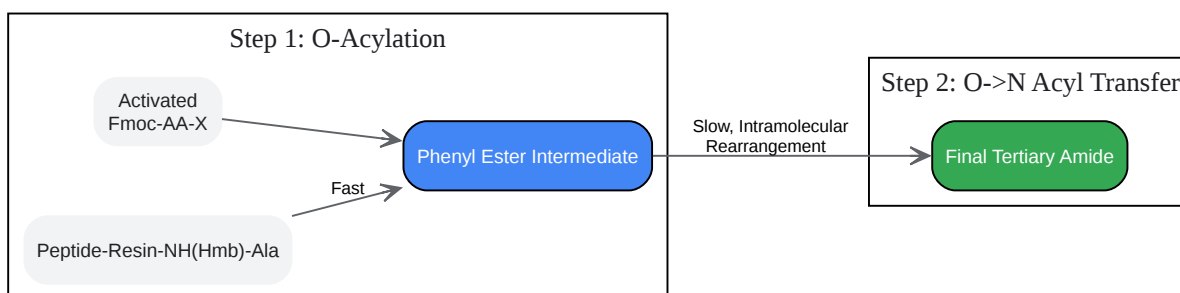 Step 1: O-Acylation
Activated
Fmoc-AA-X
Phenyl Ester Intermediate
Fast
Peptide-Resin-NH(Hmb)-Ala
Slow, Intramolecular
Rearrangement
Step 2: O->N Acyl Transfer
Final Tertiary Amide